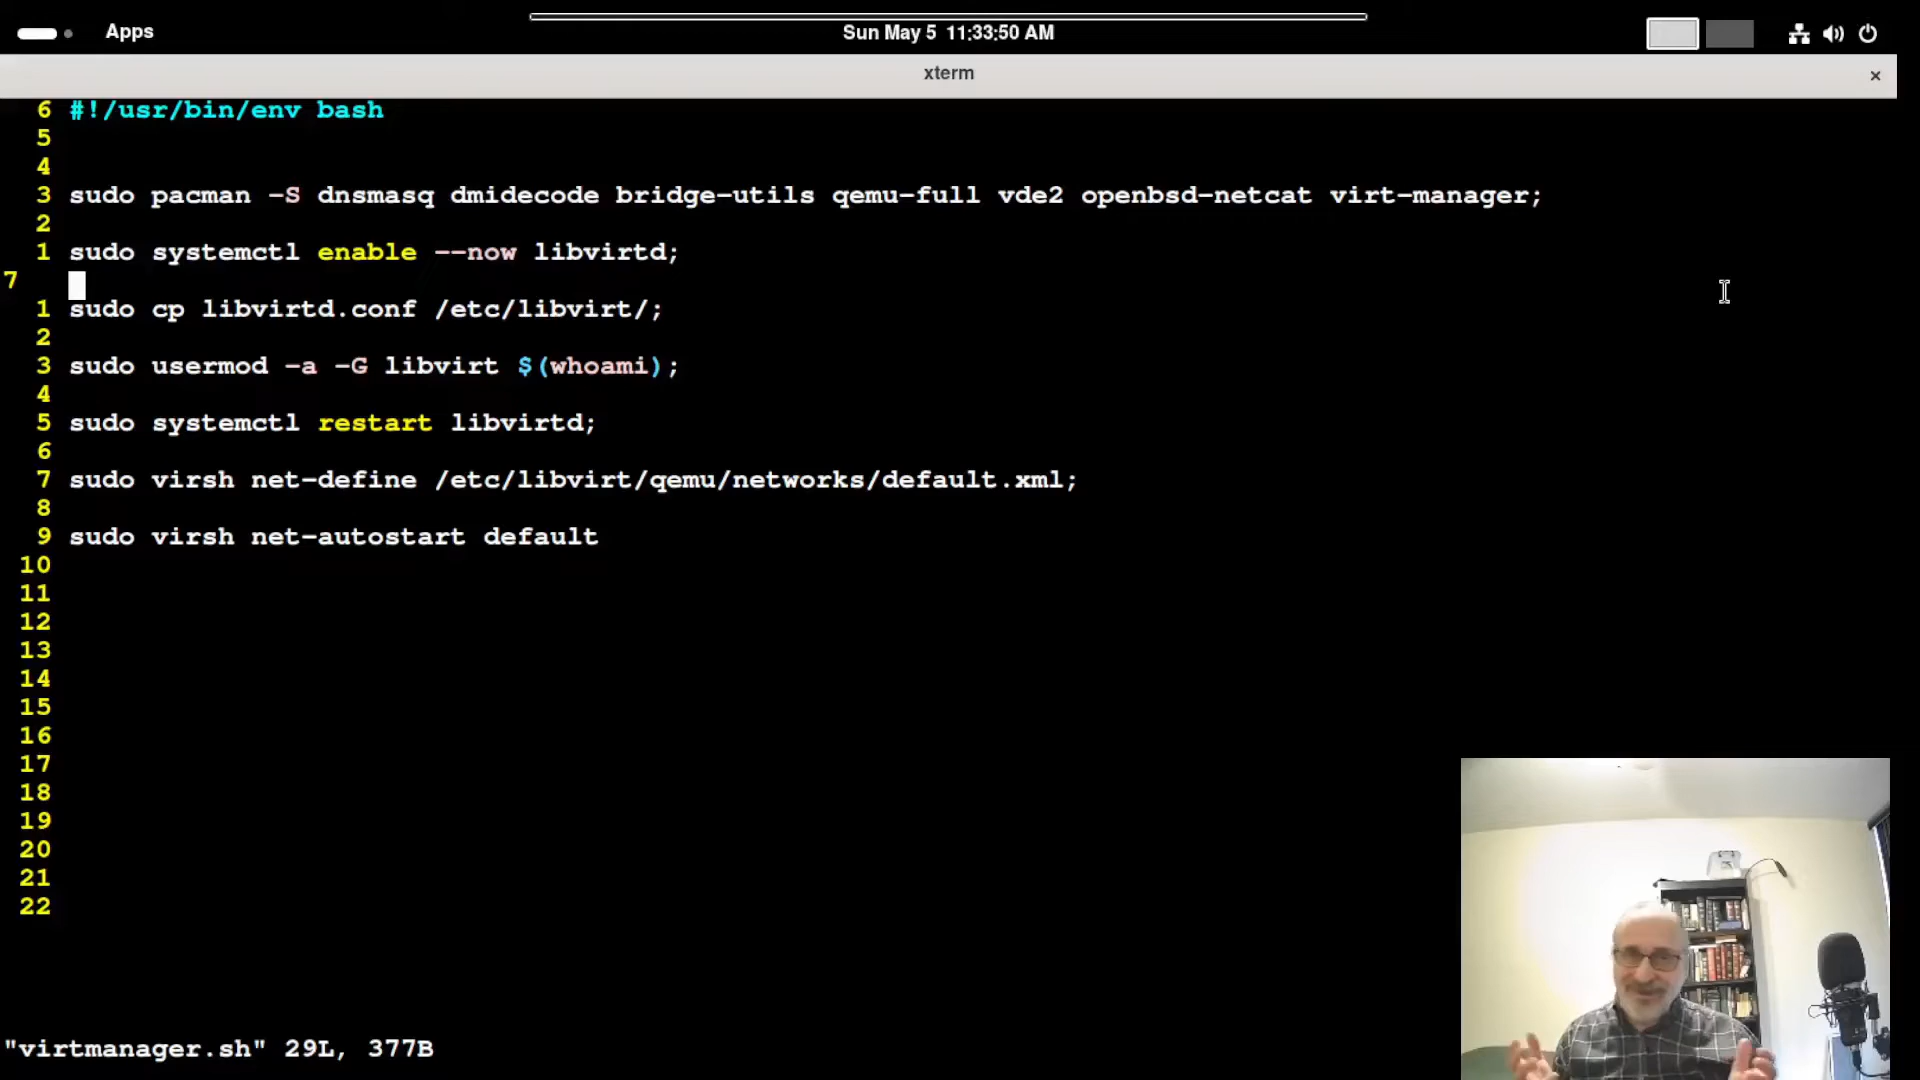 Apps
Sun May 5 11:33:50 AM
xterm
×
6 #!/usr/bin/env bash
5
4
3 sudo pacman -S dnsmasq dmidecode bridge-utils qemu-full vde2 openbsd-netcat virt-manager;
2
1 sudo systemctl enable --now libvirtd;
7
1 sudo cp libvirtd.conf /etc/libvirt/;
2
3 sudo usermod -a -G libvirt $(whoami);
4
5 sudo systemctl restart libvirtd;
6
7 sudo virsh net-define /etc/libvirt/qemu/networks/default.xml;
8
9 sudo virsh net-autostart default
10
11
12
13
14
15
16
17
18
19
20
21
22
"virtmanager.sh" 29L, 377B